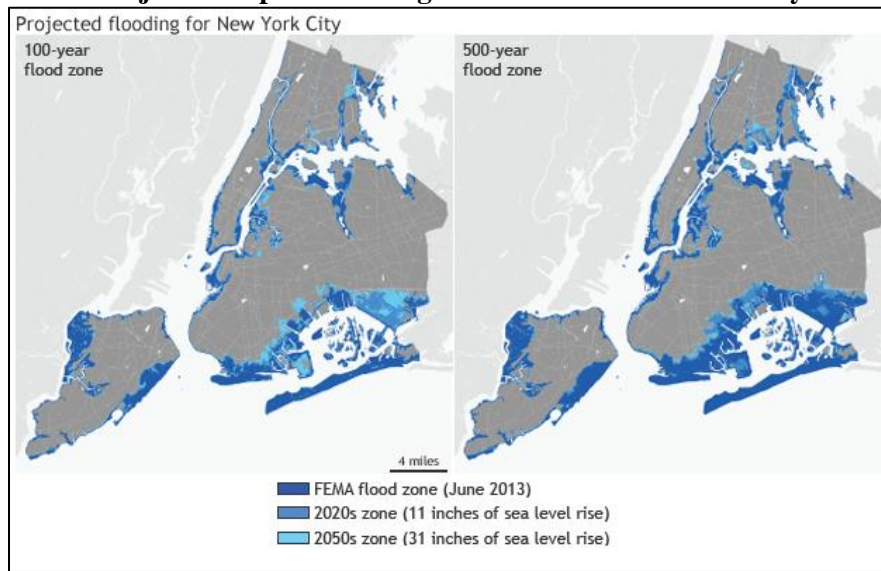 Projected flooding for New York City
100-year
flood zone
500-year
flood zone
4 miles
FEMA flood zone (June 2013)
2020s zone (11 inches of sea level rise)
2050s zone (31 inches of sea level rise)